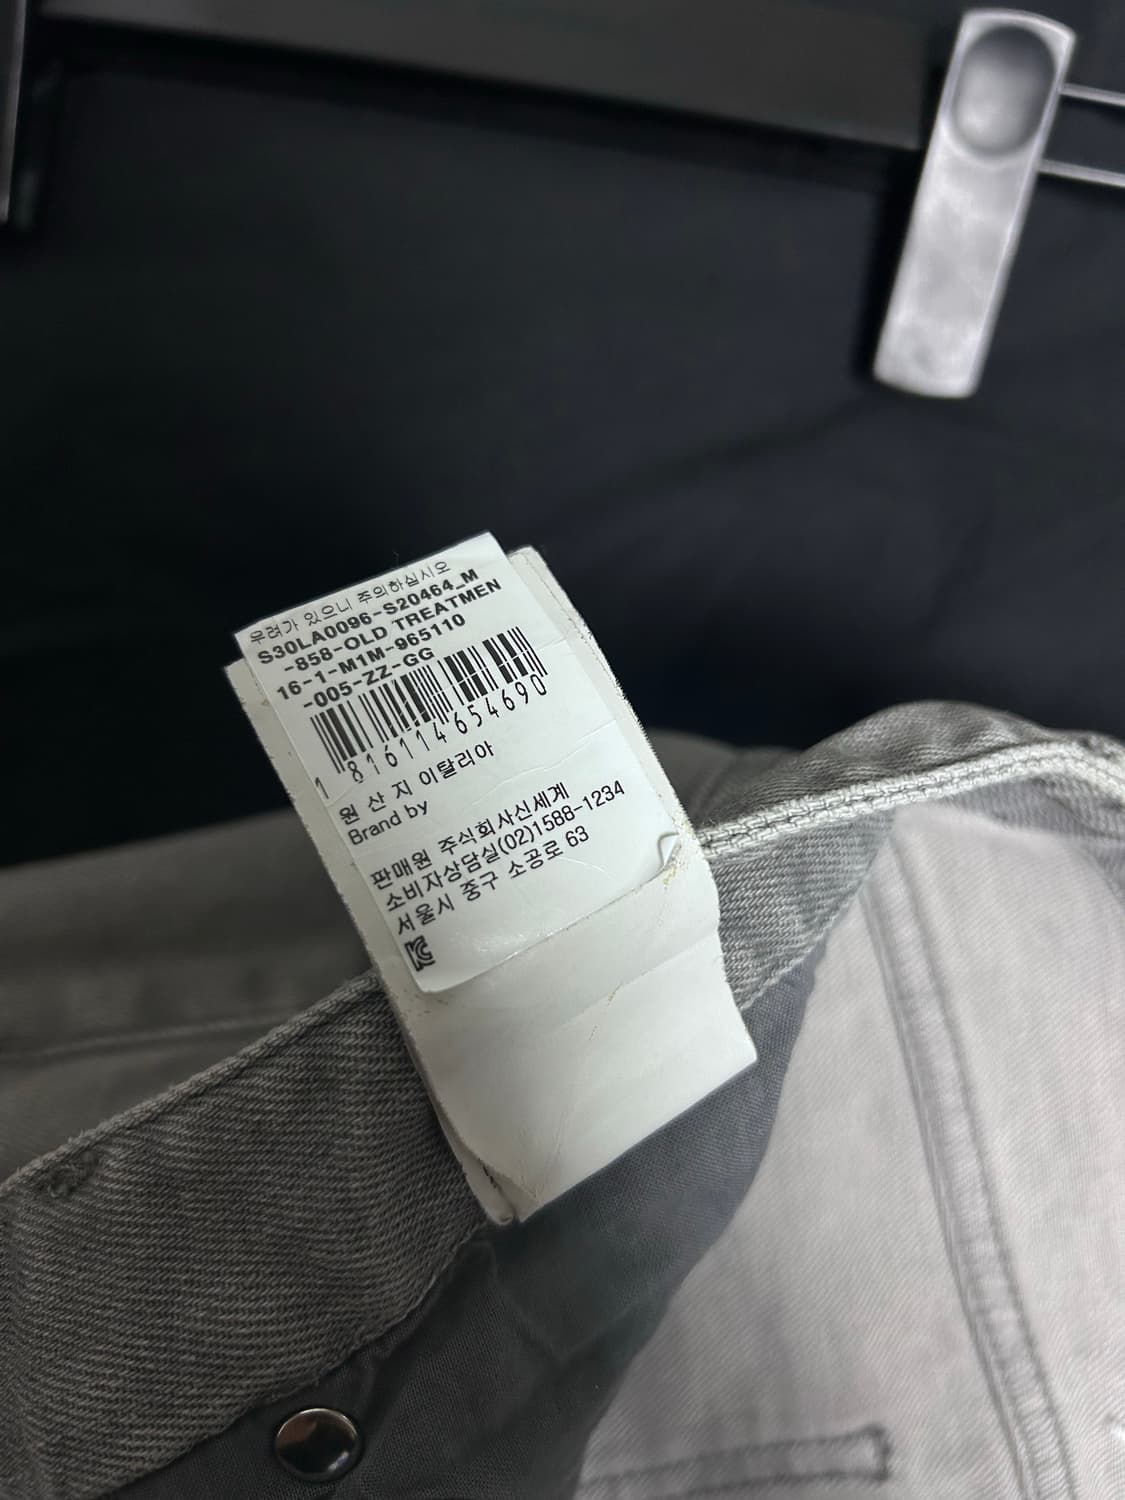 우려가 있으니 주의하십시오
S30LA0096-S20464_M
-858-OLD TREATMEN
16-1-M1M-965110
-005-ZZ-GG
1 816114 654690
원 산 지 이탈리아
Brand by
판매원 주식회사신세계
소비자상담실(02)1588-1234
서울시 중구 소공로 63